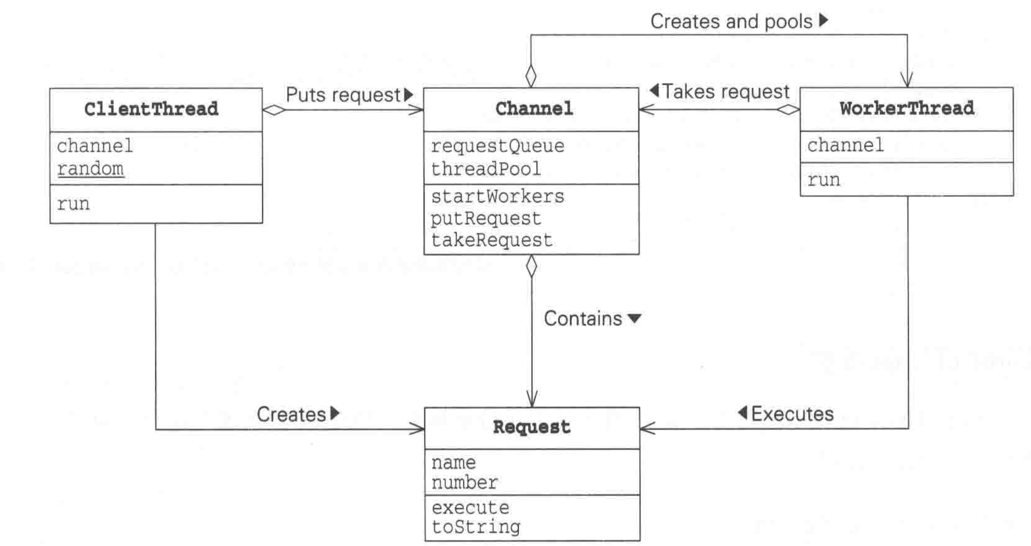 Creates and pools ▶
ClientThread
channel
random
run
Puts request▶
Channel
requestQueue
threadPool
startWorkers
putRequest
takeRequest
◀Takes request
WorkerThread
channel
run
Contains ▼
Creates▶
◀Executes
Request
name
number
execute
toString